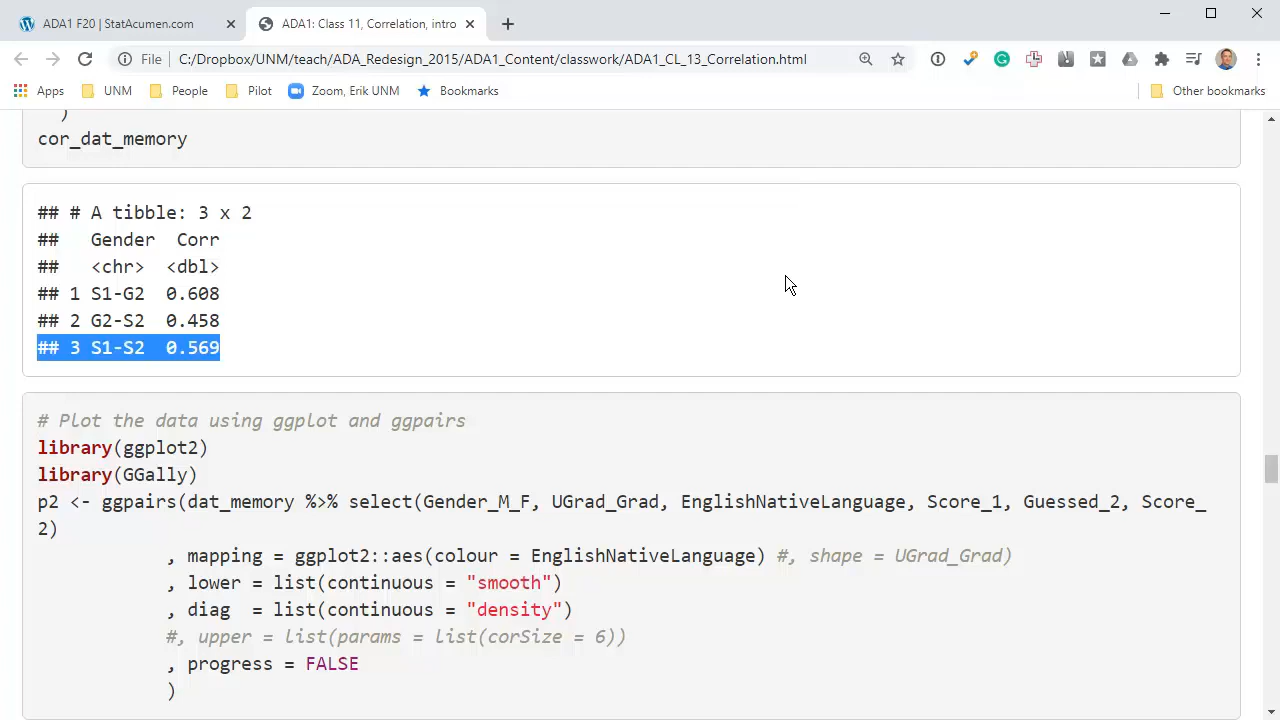 ADA1 F20 | StatAcumen.com
ADA1: Class 11, Correlation, intro
File C:/Dropbox/UNM/teach/ADA_Redesign_2015/ADA1_Content/classwork/ADA1_CL_13_Correlation.html
Apps UNM People Pilot Zoom, Erik UNM Bookmarks Other bookmarks
)
cor_dat_memory
## # A tibble: 3 x 2
##   Gender  Corr
##   <chr>  <dbl>
## 1 S1-G2  0.608
## 2 G2-S2  0.458
## 3 S1-S2  0.569
# Plot the data using ggplot and ggpairs
library(ggplot2)
library(GGally)
p2 <- ggpairs(dat_memory %>% select(Gender_M_F, UGrad_Grad, EnglishNativeLanguage, Score_1, Guessed_2, Score_
2)
, mapping = ggplot2::aes(colour = EnglishNativeLanguage) #, shape = UGrad_Grad)
, lower = list(continuous = "smooth")
, diag  = list(continuous = "density")
#, upper = list(params = list(corSize = 6))
, progress = FALSE
)